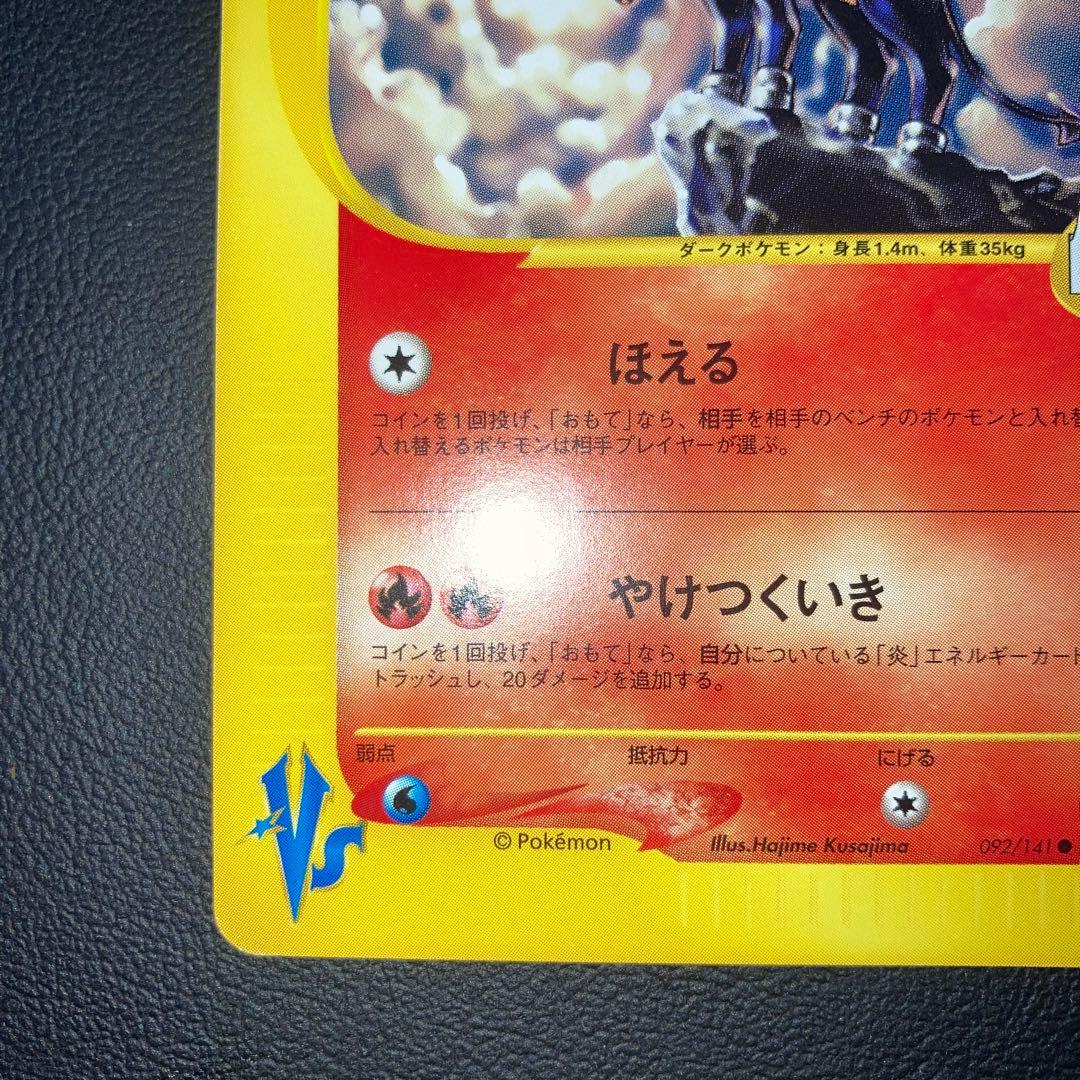 ダークポケモン：身長1.4m、体重35kg
ほえる
コインを1回投げ、「おもて」なら、相手を相手のベンチのポケモンと入れ替
入れ替えるポケモンは相手プレイヤーが選ぶ。
やけつくいき
コインを1回投げ、「おもて」なら、自分についている「炎」エネルギーカード
トラッシュし、20ダメージを追加する。
弱点 抵抗力 にげる
VS
© Pokémon Illus.Hajime Kusajima 092/141●